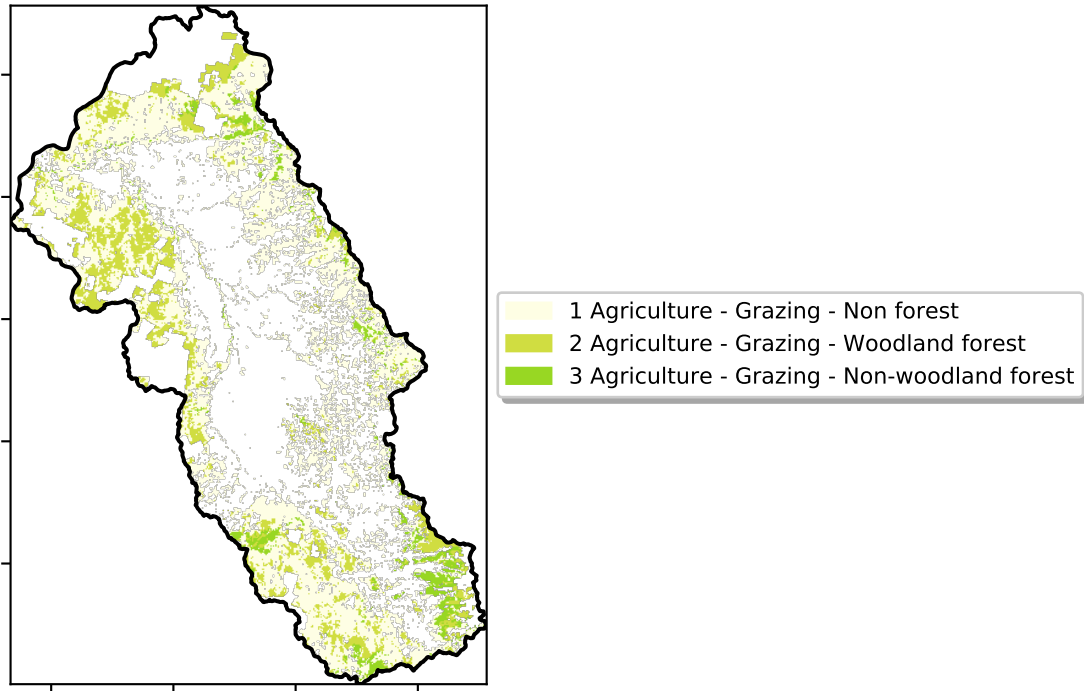 1 Agriculture - Grazing - Non forest
2 Agriculture - Grazing - Woodland forest
3 Agriculture - Grazing - Non-woodland forest